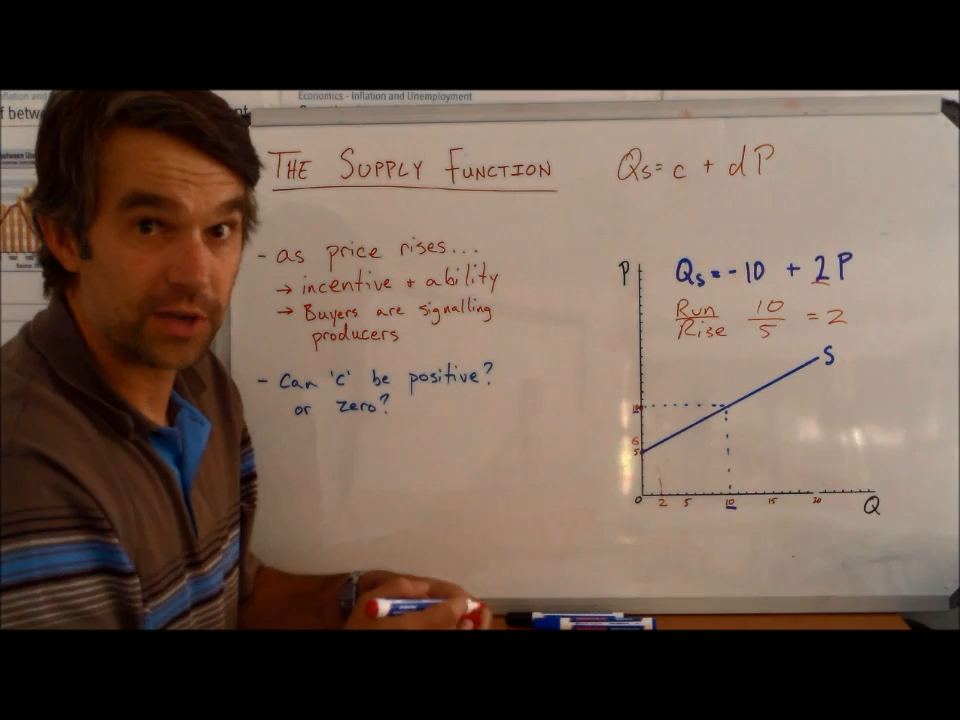 Economics - Inflation and Unemployment
THE SUPPLY FUNCTION
Qs = c + dP
- as price rises...
→ incentive + ability
→ Buyers are signalling
producers
- Can 'c' be positive?
or zero?
P
Qs = -10 + 2P
Run 10
Rise 5 = 2
S
10
6
5
0 2 5 10 15 20 Q